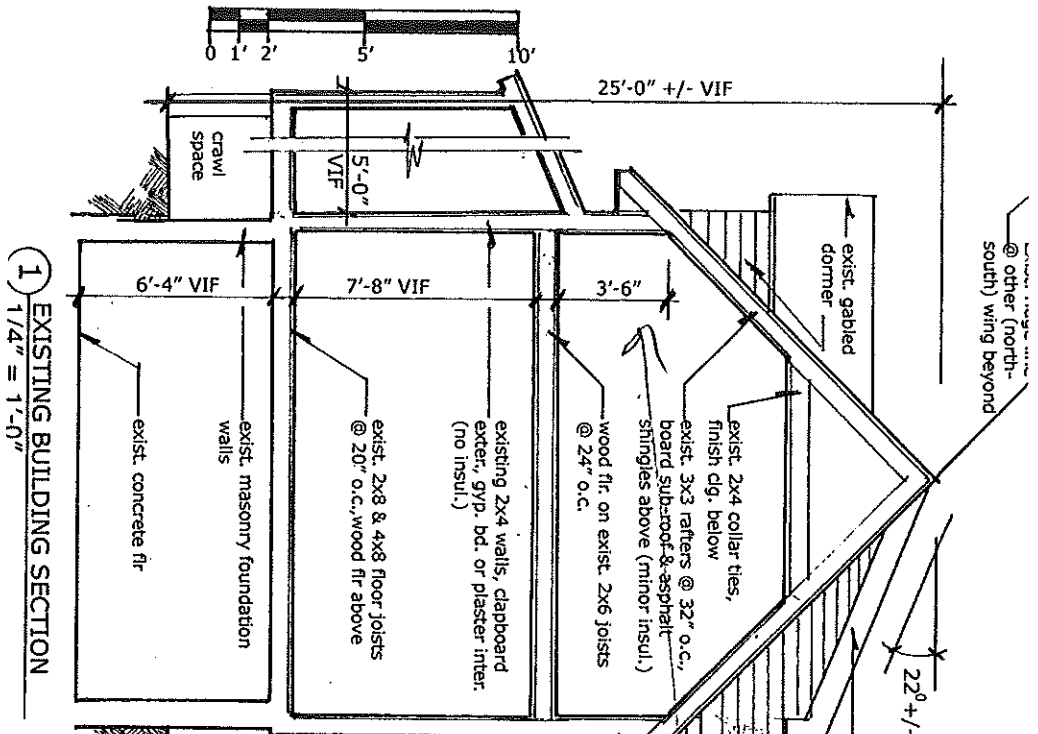 0 1' 2' 5' 10'
25'-0" +/- VIF
@ other (north-
south) wing beyond
exist. gabled
dormer
crawl
space
5'-0"
VIF
6'-4" VIF
7'-8" VIF
3'-6"
exist. 2x4 collar ties,
finish clg. below
exist. 3x3 rafters @ 32" o.c.,
board sub-roof & asphalt
shingles above (minor insul.)
wood flr. on exist. 2x6 joists
@ 24" o.c.
existing 2x4 walls, clapboard
exter., gyp. bd. or plaster inter.
(no insul.)
exist. 2x8 & 4x8 floor joists
@ 20" o.c., wood flr above
exist. masonry foundation
walls
exist. concrete flr
22° +/-
1 EXISTING BUILDING SECTION
1/4" = 1'-0"